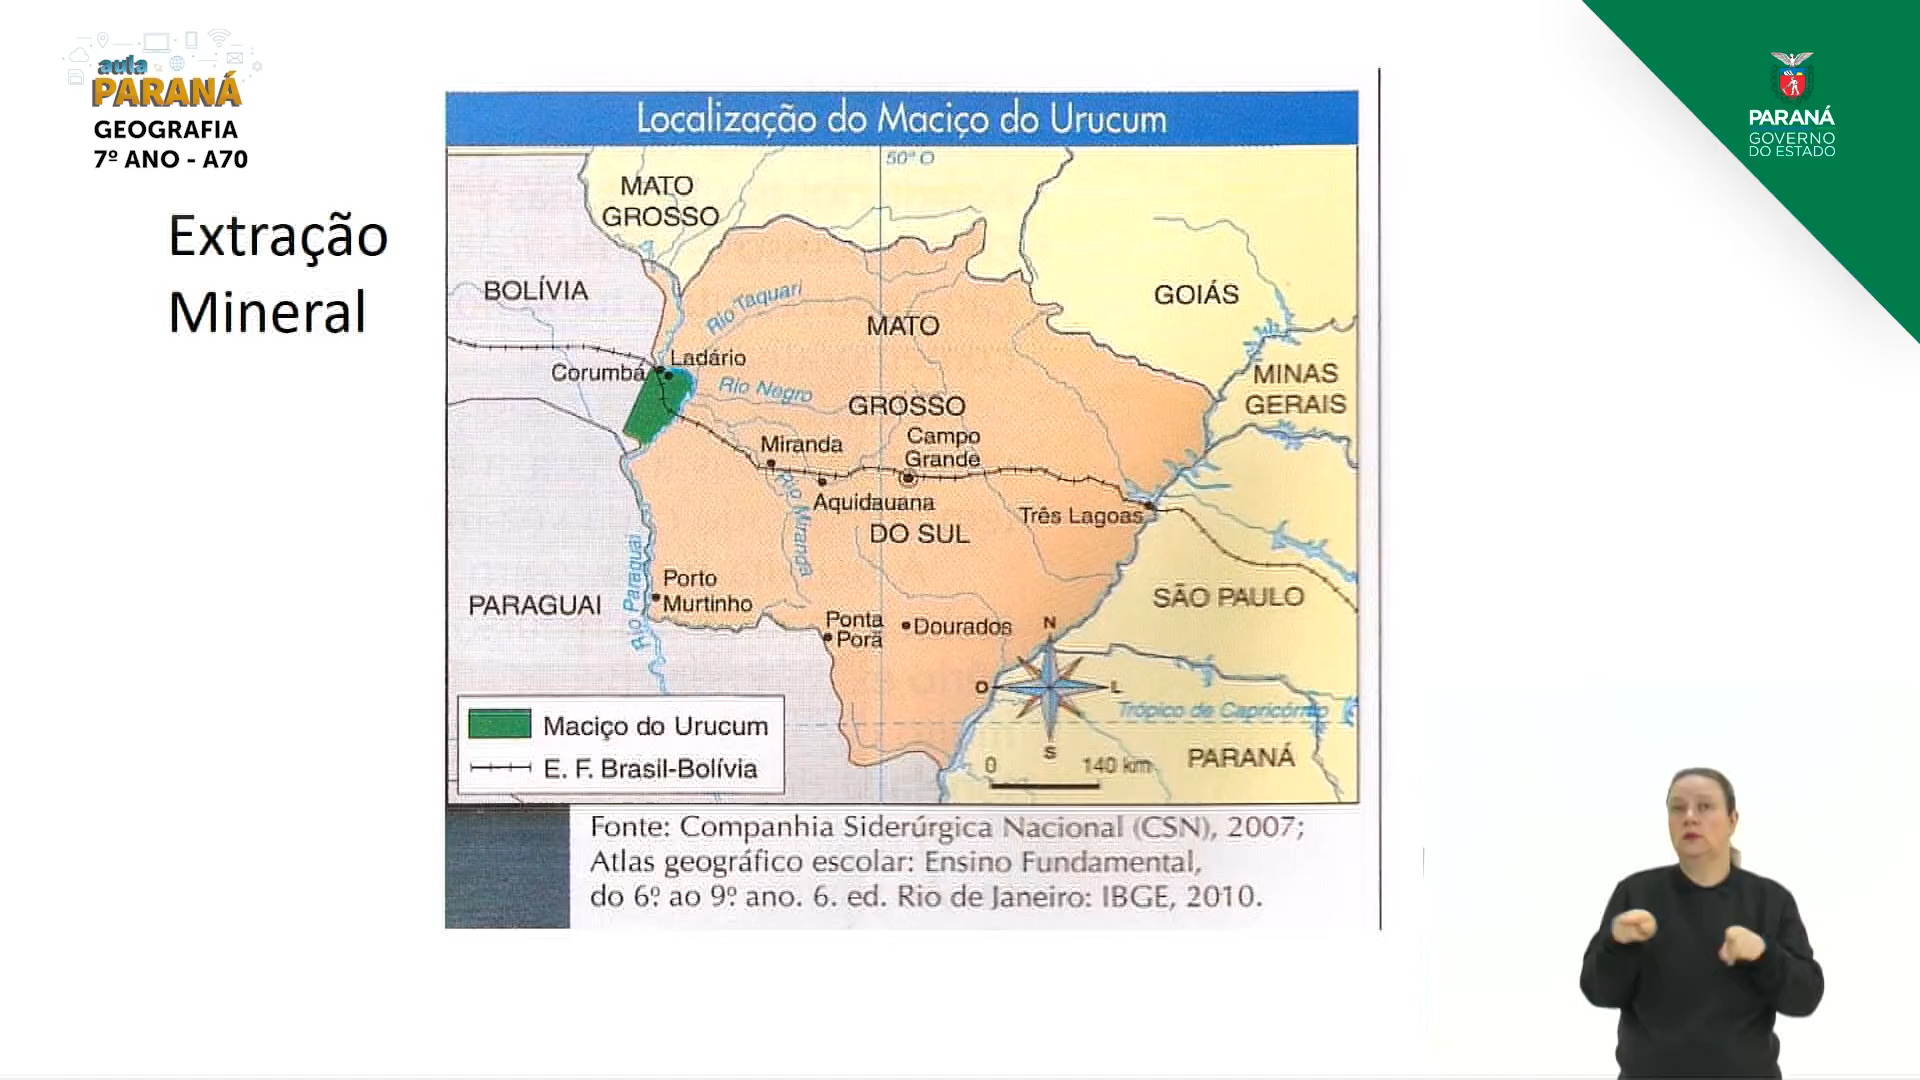 aula
PARANÁ
GEOGRAFIA
7º ANO - A70
Extração
Mineral
PARANÁ
GOVERNO
DO ESTADO
Localização do Maciço do Urucum
50° O
MATO
GROSSO
BOLÍVIA
Rio Taquari
MATO
GOIÁS
Ladário
Corumbá
Rio Negro
GROSSO
MINAS
GERAIS
Miranda
Campo
Grande
Rio Miranda
Aquidauana
Três Lagoas
DO SUL
Rio Paraguai
PARAGUAI
Porto
Murtinho
SÃO PAULO
Ponta
Porã
Dourados
N
O
L
S
Trópico de Capricórnio
0
140 km
PARANÁ
Maciço do Urucum
E. F. Brasil-Bolívia
Fonte: Companhia Siderúrgica Nacional (CSN), 2007;
Atlas geográfico escolar: Ensino Fundamental,
do 6º ao 9º ano. 6. ed. Rio de Janeiro: IBGE, 2010.